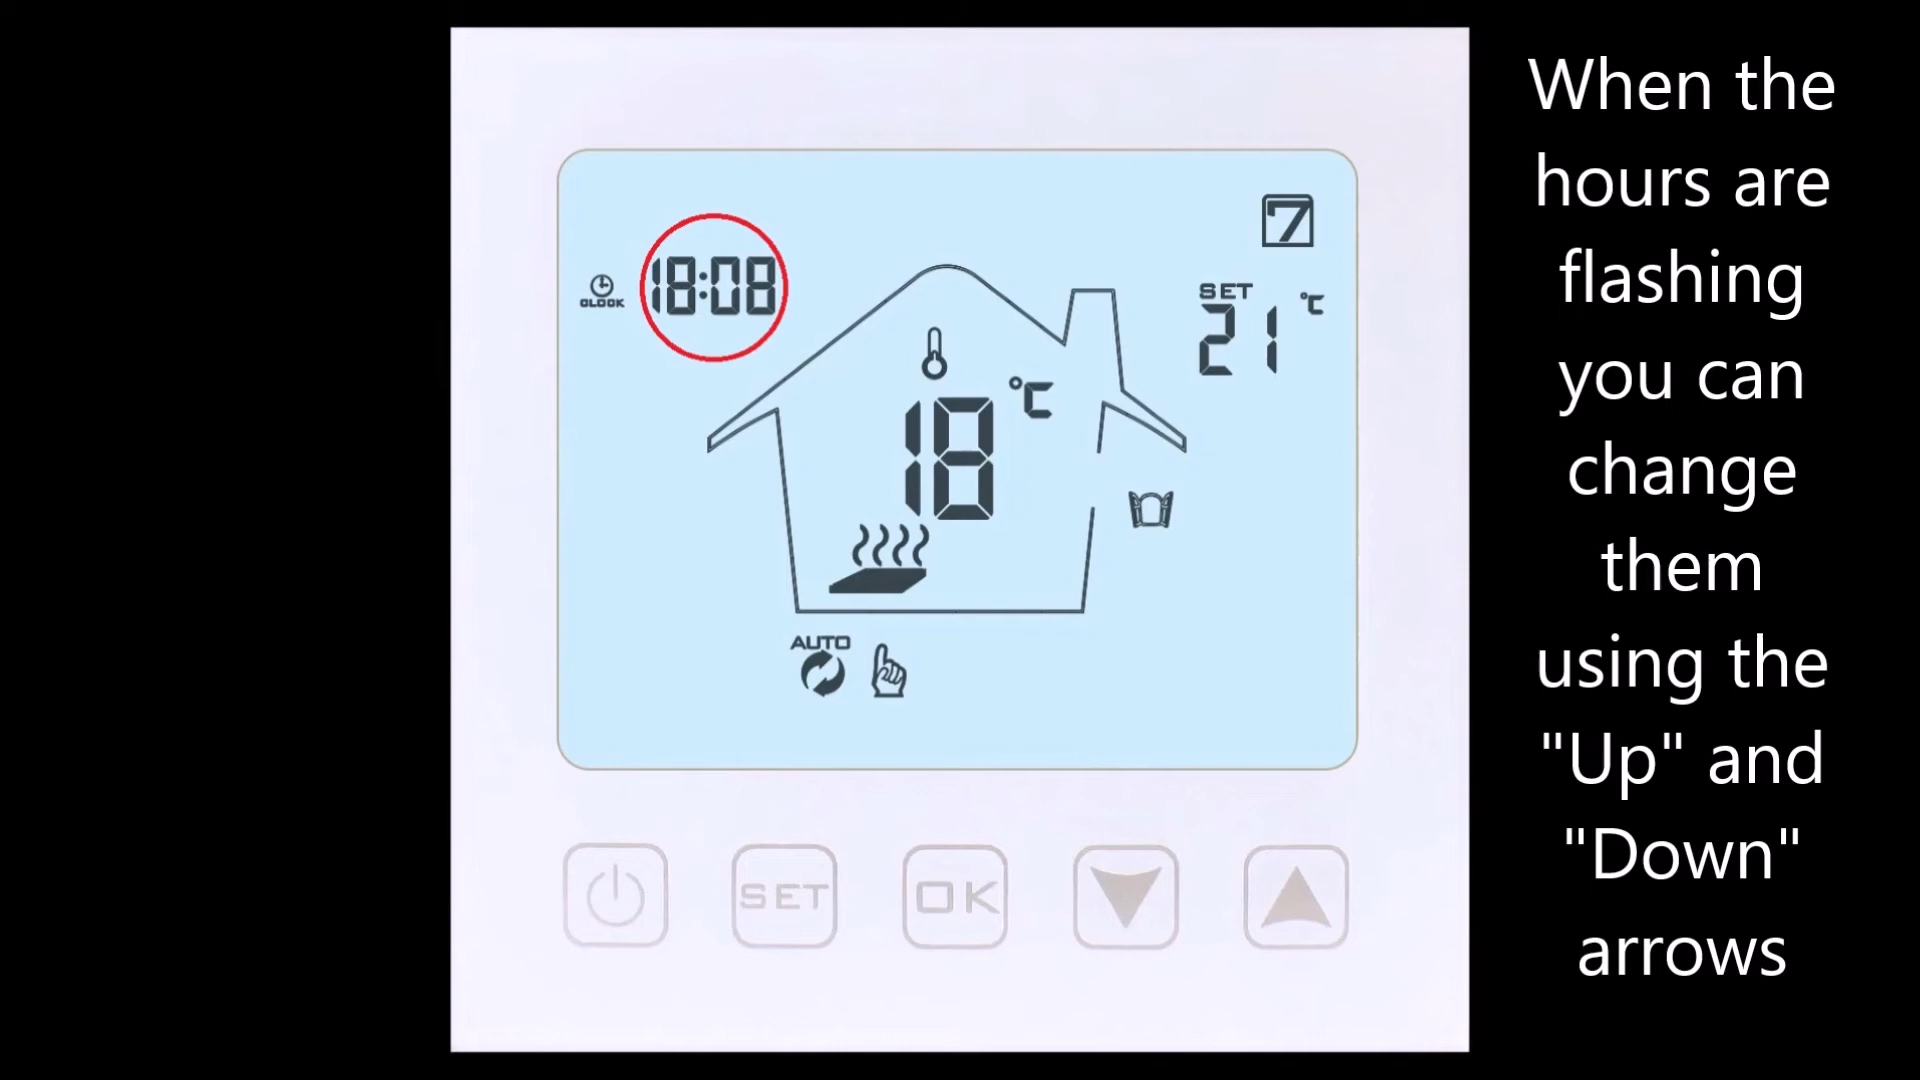 When the
hours are
flashing
you can
change
them
using the
"Up" and
"Down"
arrows
7
CLOCK 18:08
SET
21 °C
18 °C
AUTO
SET
OK